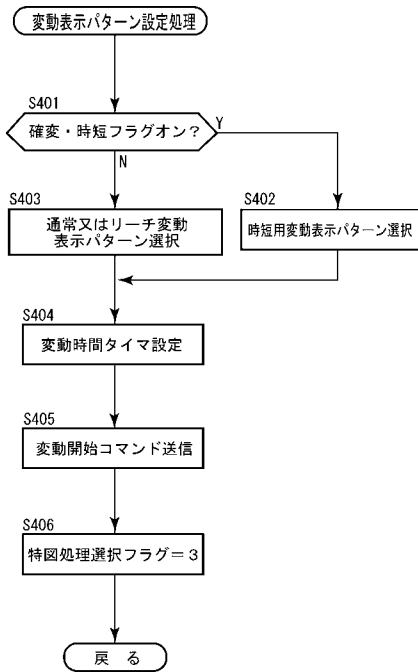 変動表示パターン設定処理
S401
確変・時短フラグオン？
Y
N
S403
通常又はリーチ変動
表示パターン選択
S402
時短用変動表示パターン選択
S404
変動時間タイマ設定
S405
変動開始コマンド送信
S406
特図処理選択フラグ＝３
戻 る